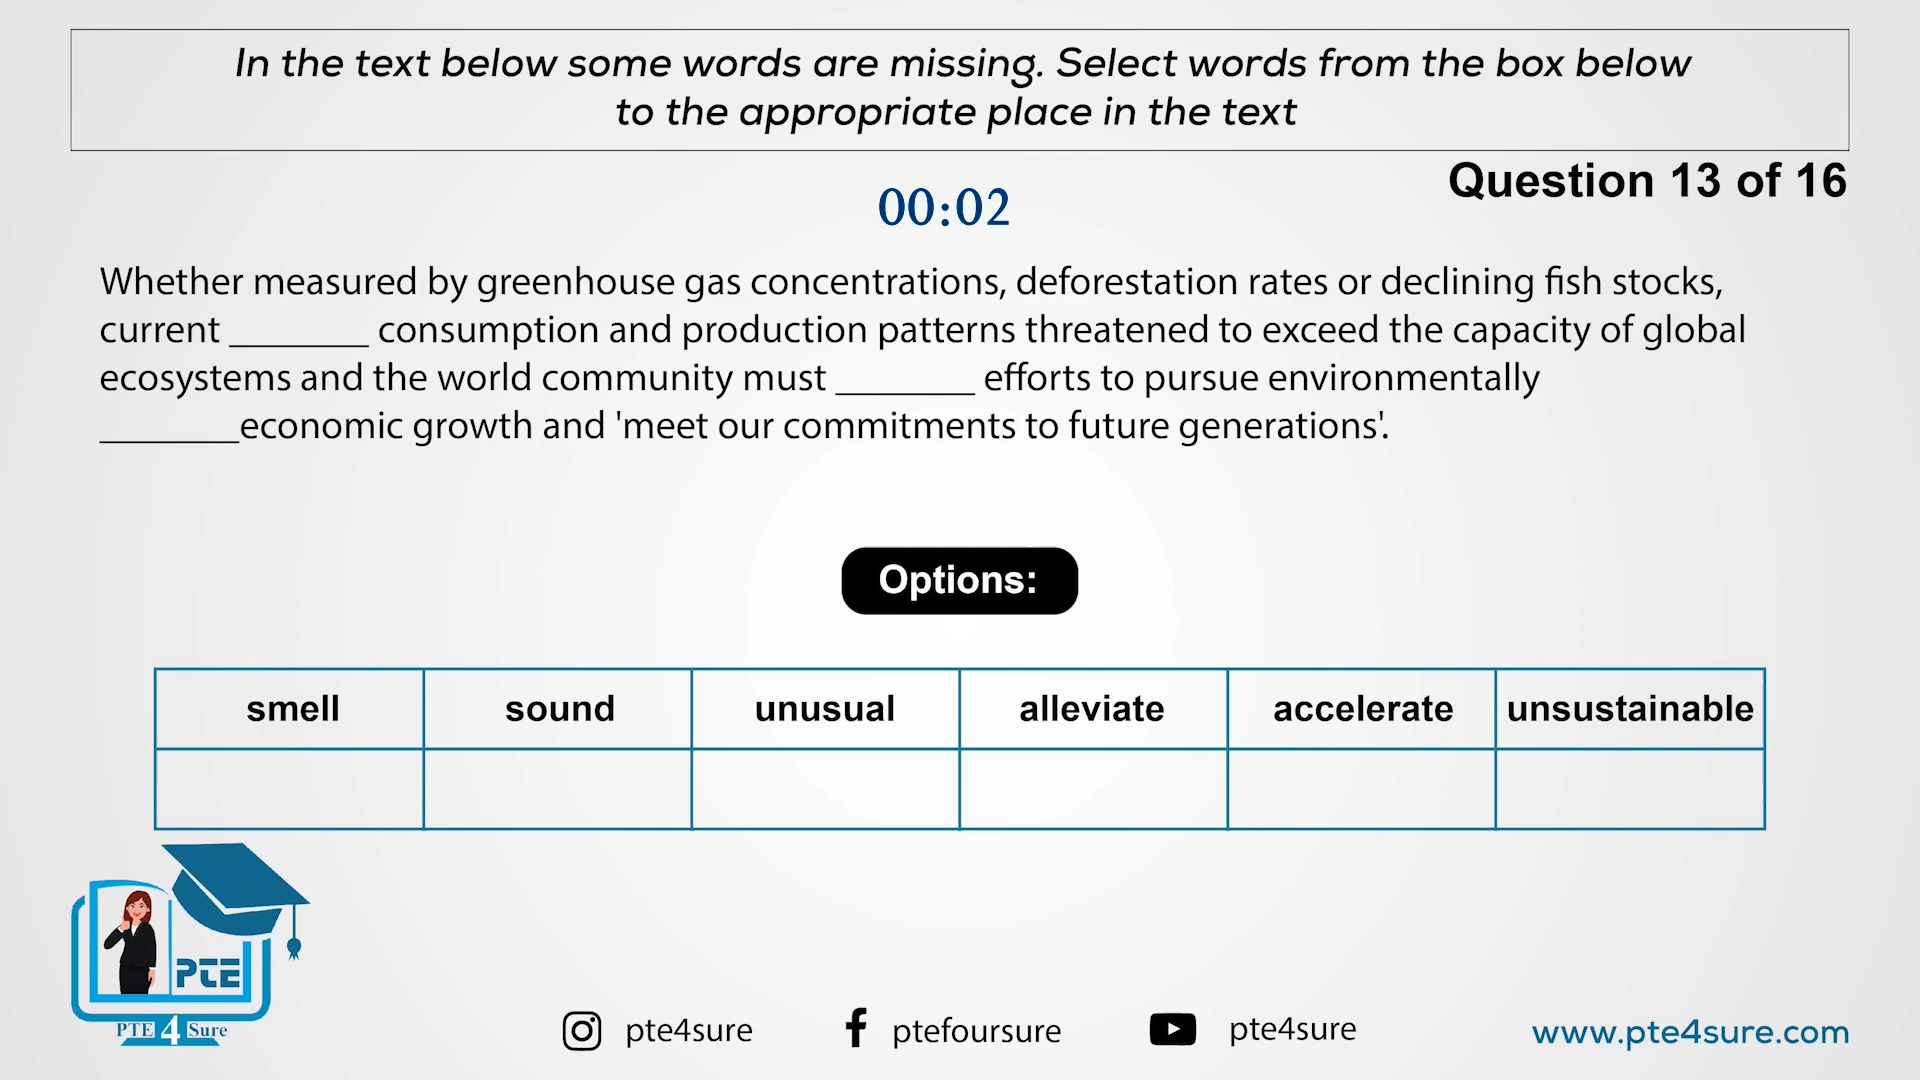 In the text below some words are missing. Select words from the box below
to the appropriate place in the text
Question 13 of 16
00:02
Whether measured by greenhouse gas concentrations, deforestation rates or declining fish stocks,
current _______ consumption and production patterns threatened to exceed the capacity of global
ecosystems and the world community must _______ efforts to pursue environmentally
_______economic growth and 'meet our commitments to future generations'.
Options:
smell sound unusual alleviate accelerate unsustainable
PTE
PTE 4 Sure
pte4sure ptefoursure pte4sure www.pte4sure.com